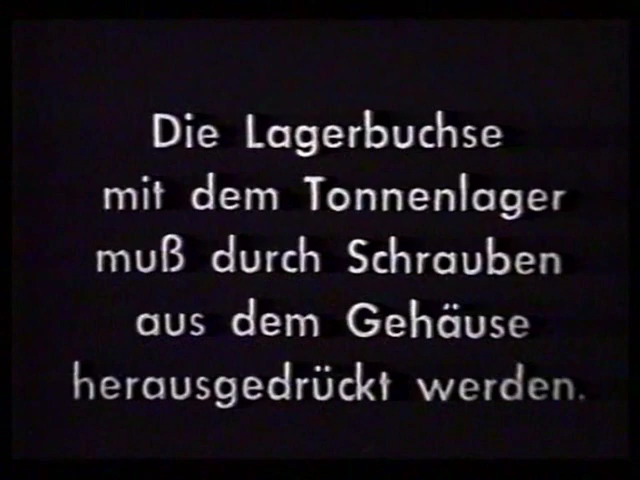 Die Lagerbuchse
mit dem Tonnenlager
muß durch Schrauben
aus dem Gehäuse
herausgedrückt werden.